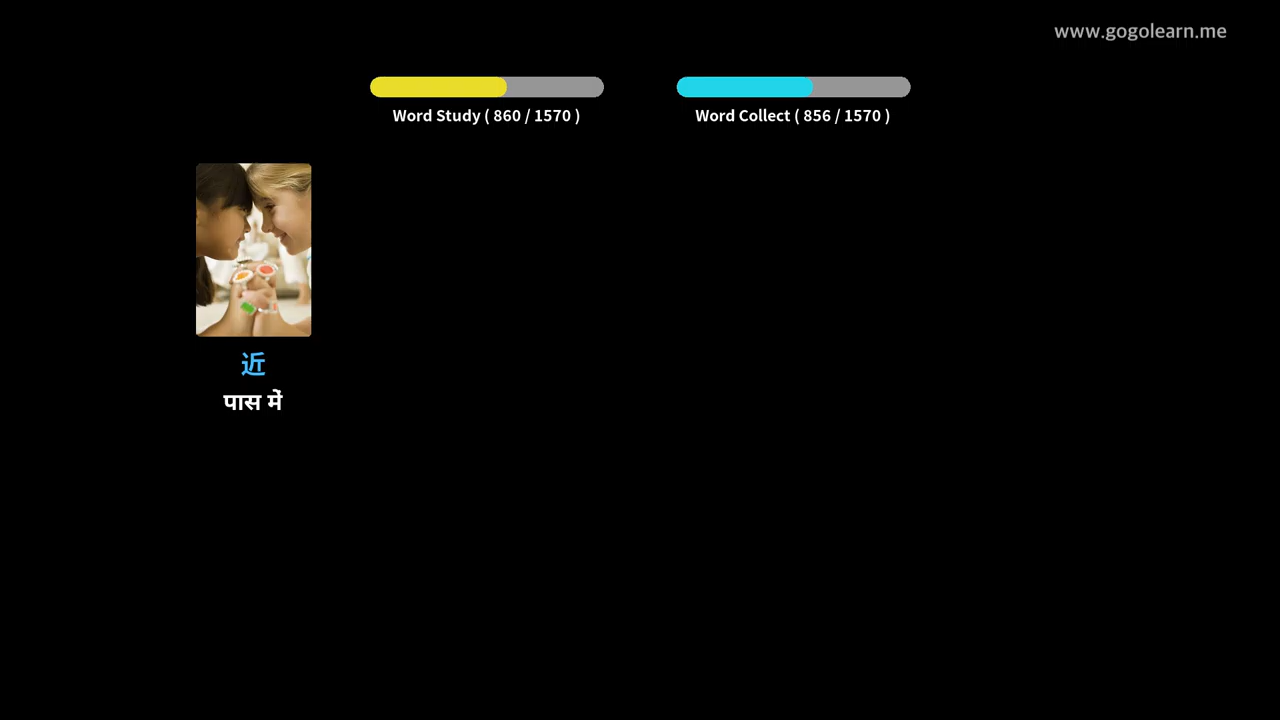 www.gogolearn.me
Word Study ( 860 / 1570 )
Word Collect ( 856 / 1570 )
近
पास में